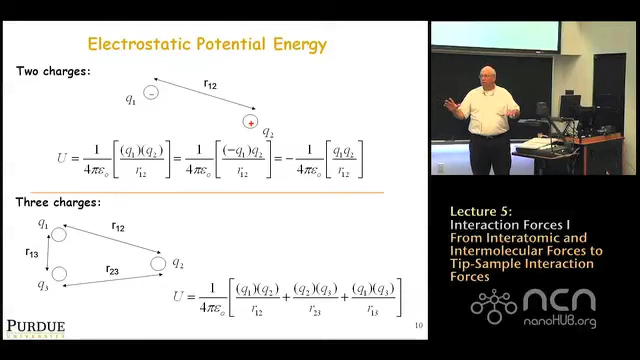 Electrostatic Potential Energy
Two charges:
r12
q1
−
+
q2
U = 1/4πεo [(q1)(q2)/r12] = 1/4πεo [(−q1)q2/r12] = − 1/4πεo [q1q2/r12]
Three charges:
q1
r12
r13
q2
r23
q3
U = 1/4πεo [(q1)(q2)/r12 + (q2)(q3)/r23 + (q1)(q3)/r13]
PURDUE
UNIVERSITY
10
Lecture 5:
Interaction Forces I
From Interatomic and
Intermolecular Forces to
Tip-Sample Interaction
Forces
ncn
nanoHUB.org